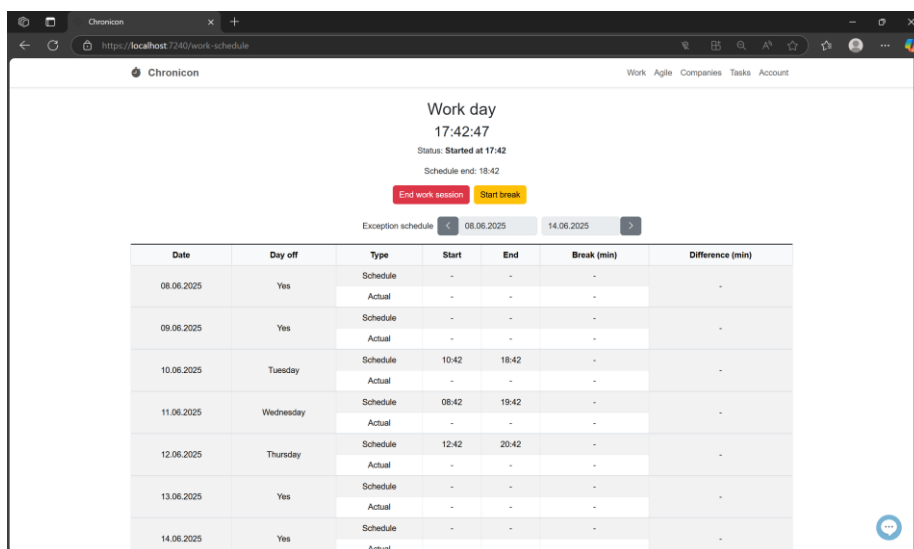 Chronicon
https://localhost:7240/work-schedule
Chronicon
Work Agile Companies Tasks Account
Work day
17:42:47
Status: Started at 17:42
Schedule end: 18:42
End work session Start break
Exception schedule 08.06.2025 14.06.2025
Date Day off Type Start End Break (min) Difference (min)
Schedule - - -
08.06.2025 Yes -
Actual - - -
Schedule - - -
09.06.2025 Yes -
Actual - - -
Schedule 10:42 18:42 -
10.06.2025 Tuesday -
Actual - - -
Schedule 08:42 19:42 -
11.06.2025 Wednesday -
Actual - - -
Schedule 12:42 20:42 -
12.06.2025 Thursday -
Actual - - -
Schedule - - -
13.06.2025 Yes -
Actual - - -
Schedule - - -
14.06.2025 Yes -
Actual